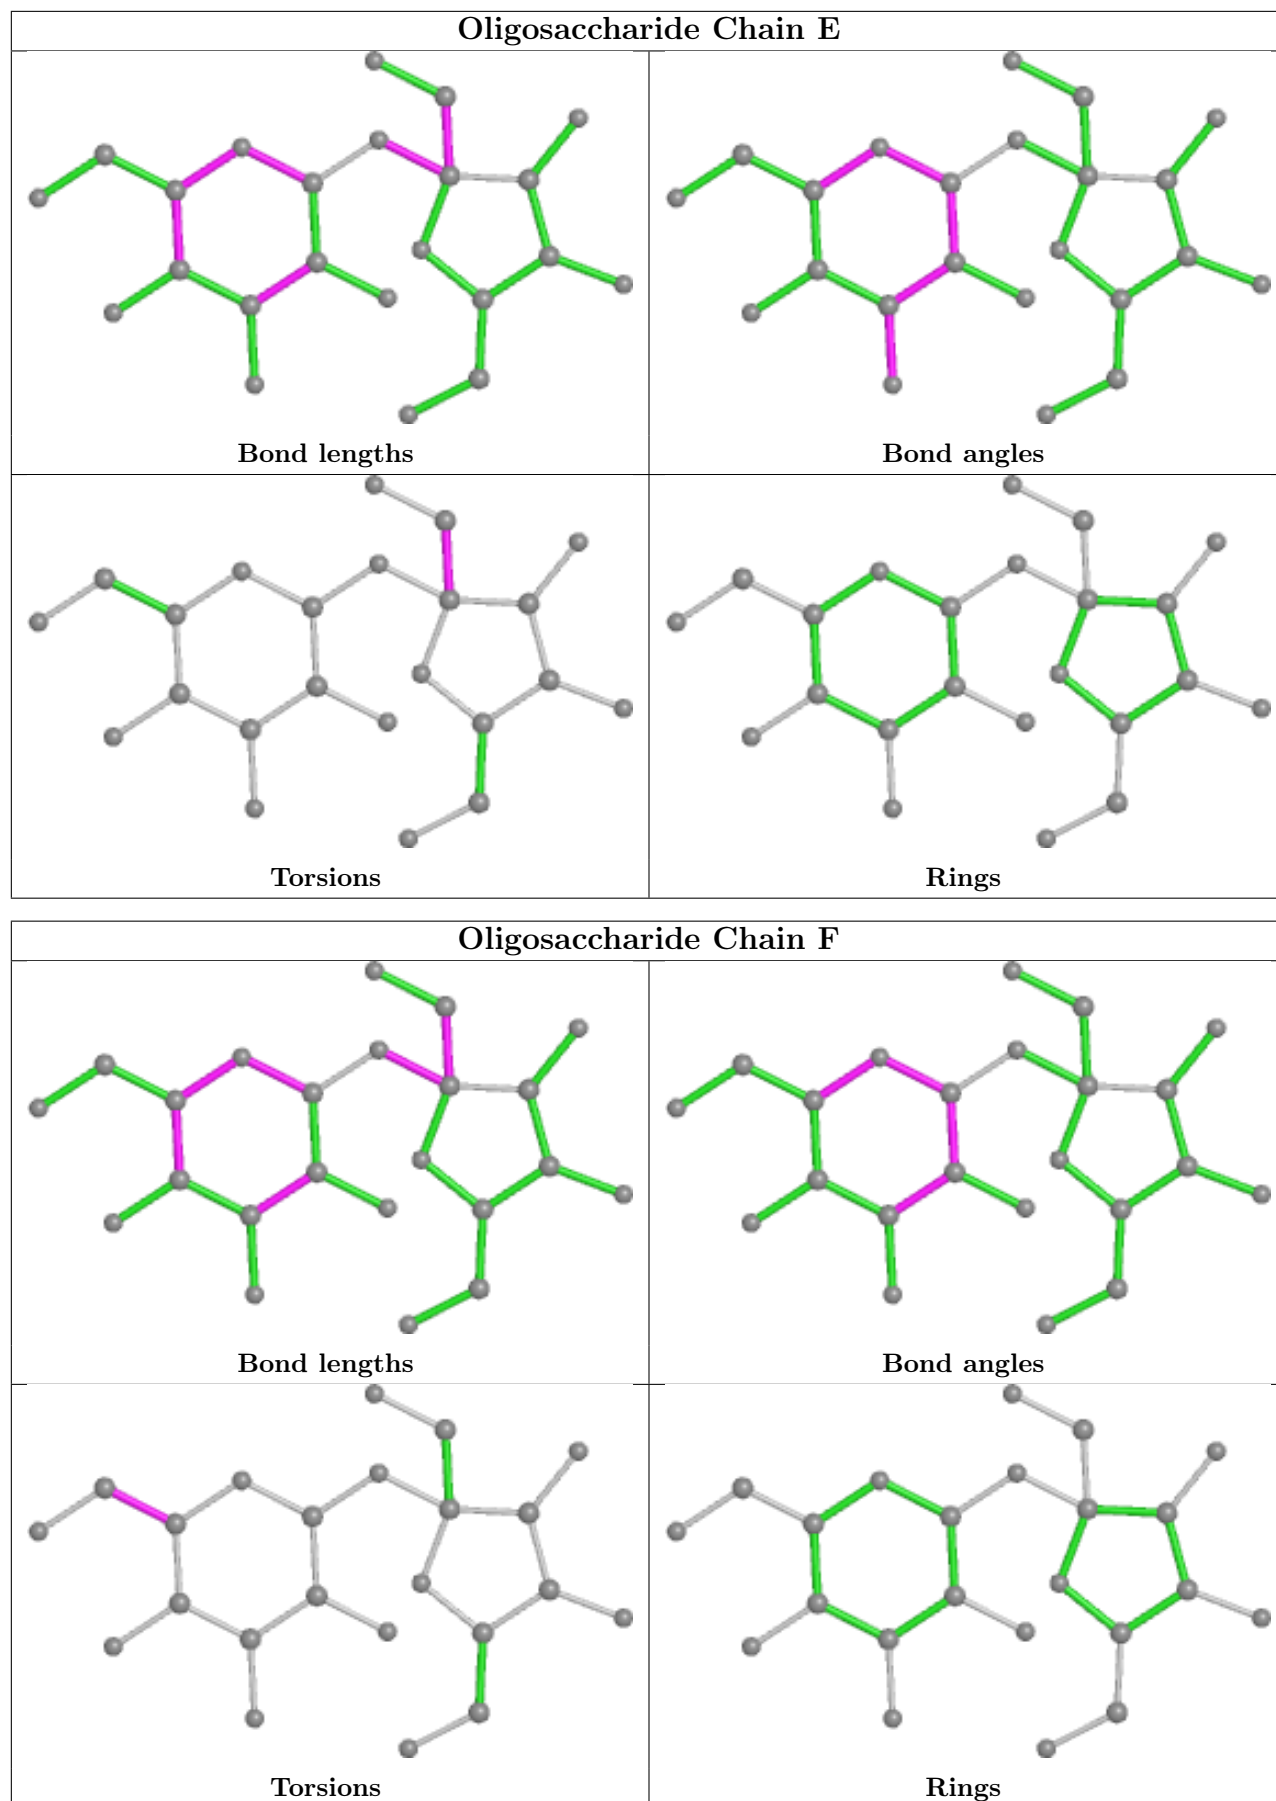 Oligosaccharide Chain E
Bond lengths
Bond angles
Torsions
Rings
Oligosaccharide Chain F
Bond lengths
Bond angles
Torsions
Rings